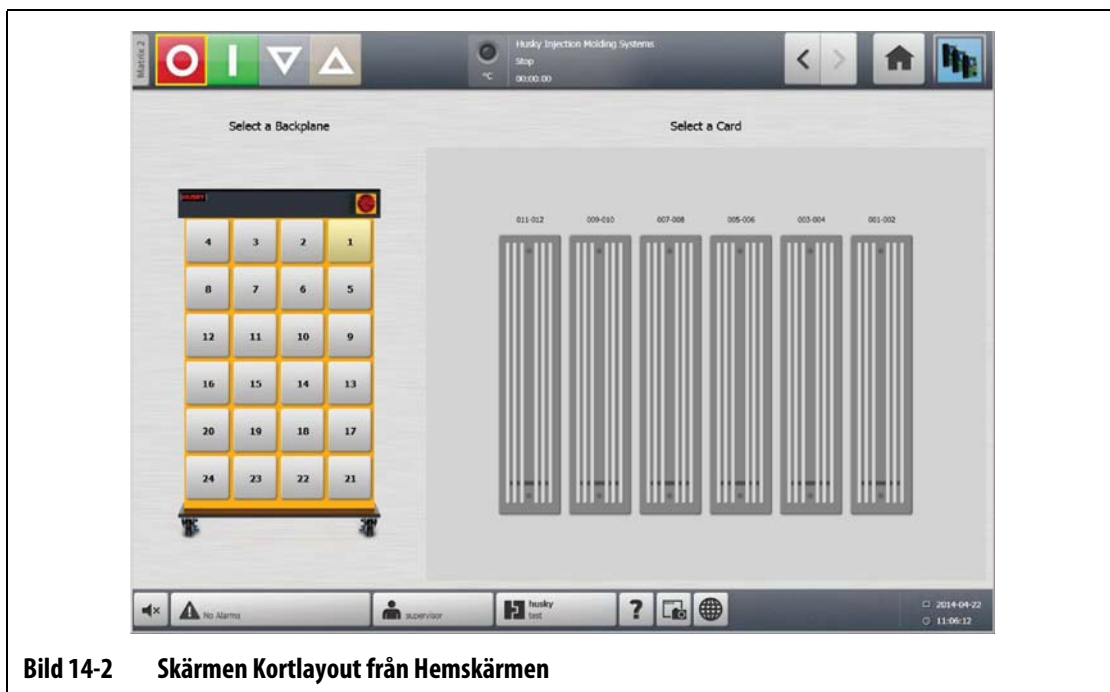 Matrix 2
Husky Injection Molding Systems
Stop
°C 00:00:00
Select a Backplane
Select a Card
HUSKY
4 3 2 1
8 7 6 5
12 11 10 9
16 15 14 13
20 19 18 17
24 23 22 21
011-012 009-010 007-008 005-006 003-004 001-002
No Alarms
supervisor
husky
test
?
2014-04-22
11:06:12
Bild 14-2 Skärmen Kortlayout från Hemskärmen